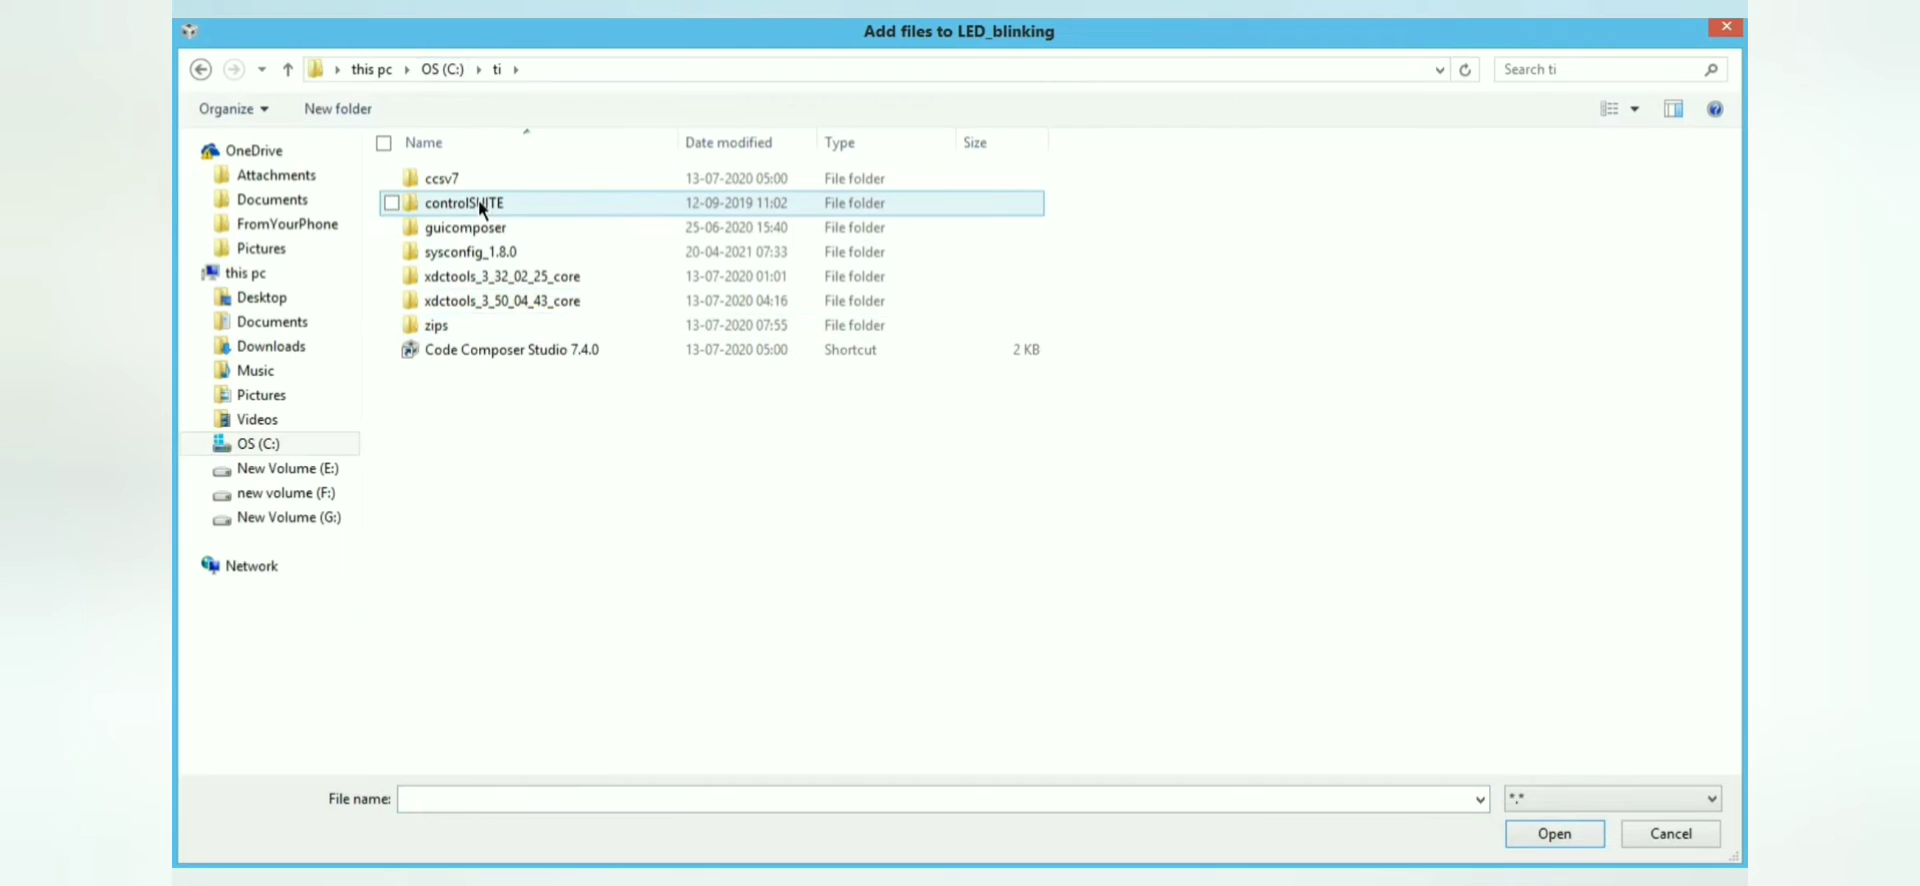 Add files to LED_blinking
this pc OS (C:) ti
Search ti
Organize New folder
Name Date modified Type Size
OneDrive
Attachments
Documents
FromYourPhone
Pictures
this pc
Desktop
Documents
Downloads
Music
Pictures
Videos
OS (C:)
New Volume (E:)
new volume (F:)
New Volume (G:)
Network
ccsv7 13-07-2020 05:00 File folder
controlSUITE 12-09-2019 11:02 File folder
guicomposer 25-06-2020 15:40 File folder
sysconfig_1.8.0 20-04-2021 07:33 File folder
xdctools_3_32_02_25_core 13-07-2020 01:01 File folder
xdctools_3_50_04_43_core 13-07-2020 04:16 File folder
zips 13-07-2020 07:55 File folder
Code Composer Studio 7.4.0 13-07-2020 05:00 Shortcut 2 KB
File name:
*.*
Open Cancel